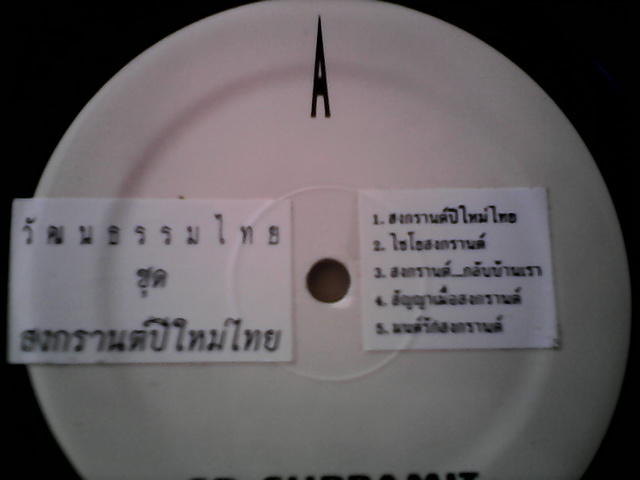 A
วัฒนธรรมไทย
ชุด
สงกรานต์ปีใหม่ไทย
1. สงกรานต์ปีใหม่ไทย
2. ไชโยสงกรานต์
3. สงกรานต์...กลับบ้านเรา
4. สัญญาเมื่อสงกรานต์
5. มนต์รักสงกรานต์